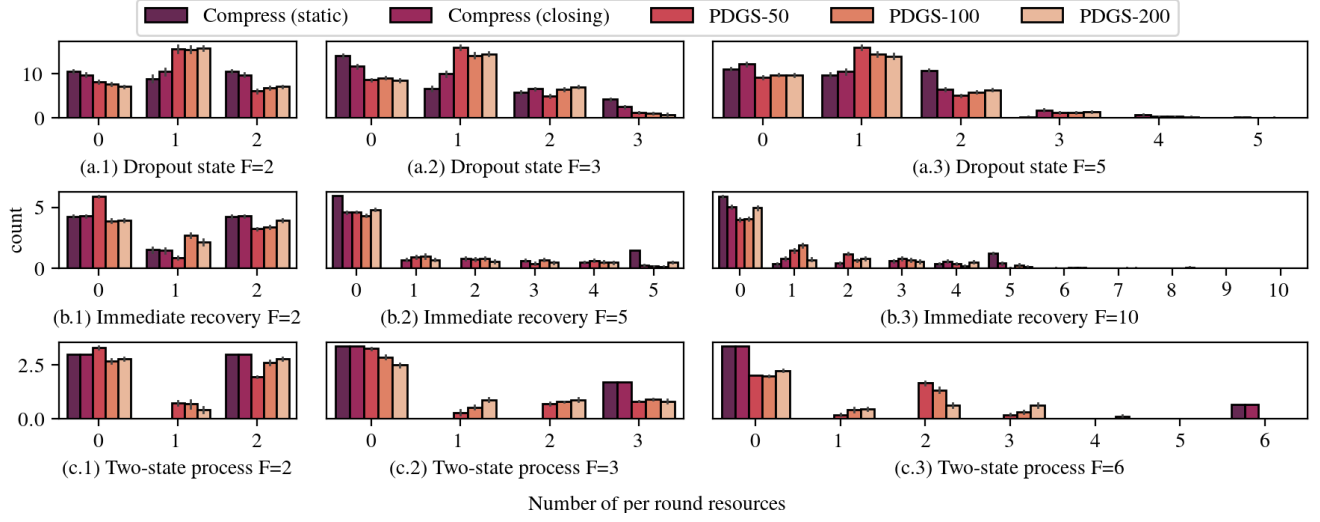 Compress (static) Compress (closing) PDGS-50 PDGS-100 PDGS-200
10
0
0 1 2
0 1 2 3
0 1 2 3 4 5
(a.1) Dropout state F=2 (a.2) Dropout state F=3 (a.3) Dropout state F=5
count
5
0
0 1 2
0 1 2 3 4 5
0 1 2 3 4 5 6 7 8 9 10
(b.1) Immediate recovery F=2 (b.2) Immediate recovery F=5 (b.3) Immediate recovery F=10
2.5
0.0
0 1 2
0 1 2 3
0 1 2 3 4 5 6
(c.1) Two-state process F=2 (c.2) Two-state process F=3 (c.3) Two-state process F=6
Number of per round resources